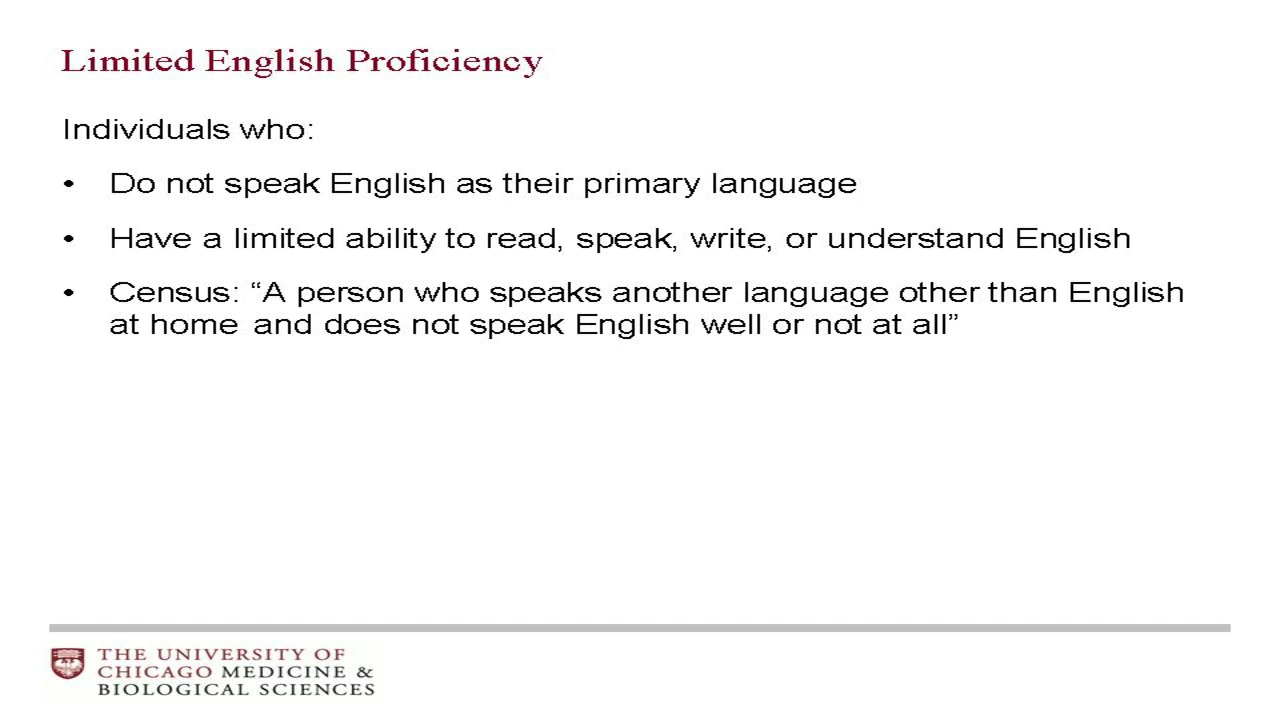 Limited English Proficiency
Individuals who:
• Do not speak English as their primary language
• Have a limited ability to read, speak, write, or understand English
• Census: “A person who speaks another language other than English
at home and does not speak English well or not at all”
THE UNIVERSITY OF
CHICAGO MEDICINE &
BIOLOGICAL SCIENCES